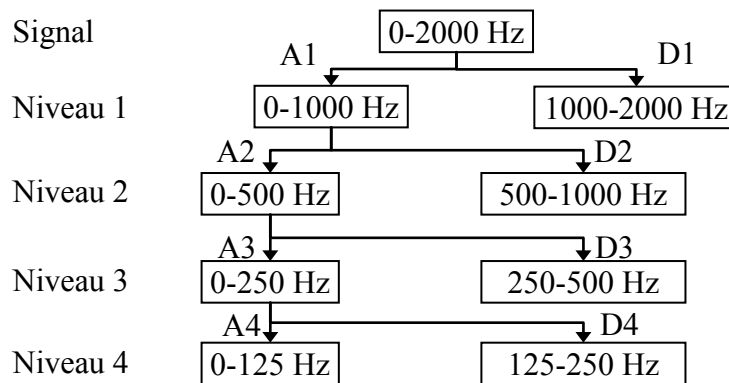 Signal 0-2000 Hz
A1 D1
Niveau 1 0-1000 Hz 1000-2000 Hz
A2 D2
Niveau 2 0-500 Hz 500-1000 Hz
A3 D3
Niveau 3 0-250 Hz 250-500 Hz
A4 D4
Niveau 4 0-125 Hz 125-250 Hz